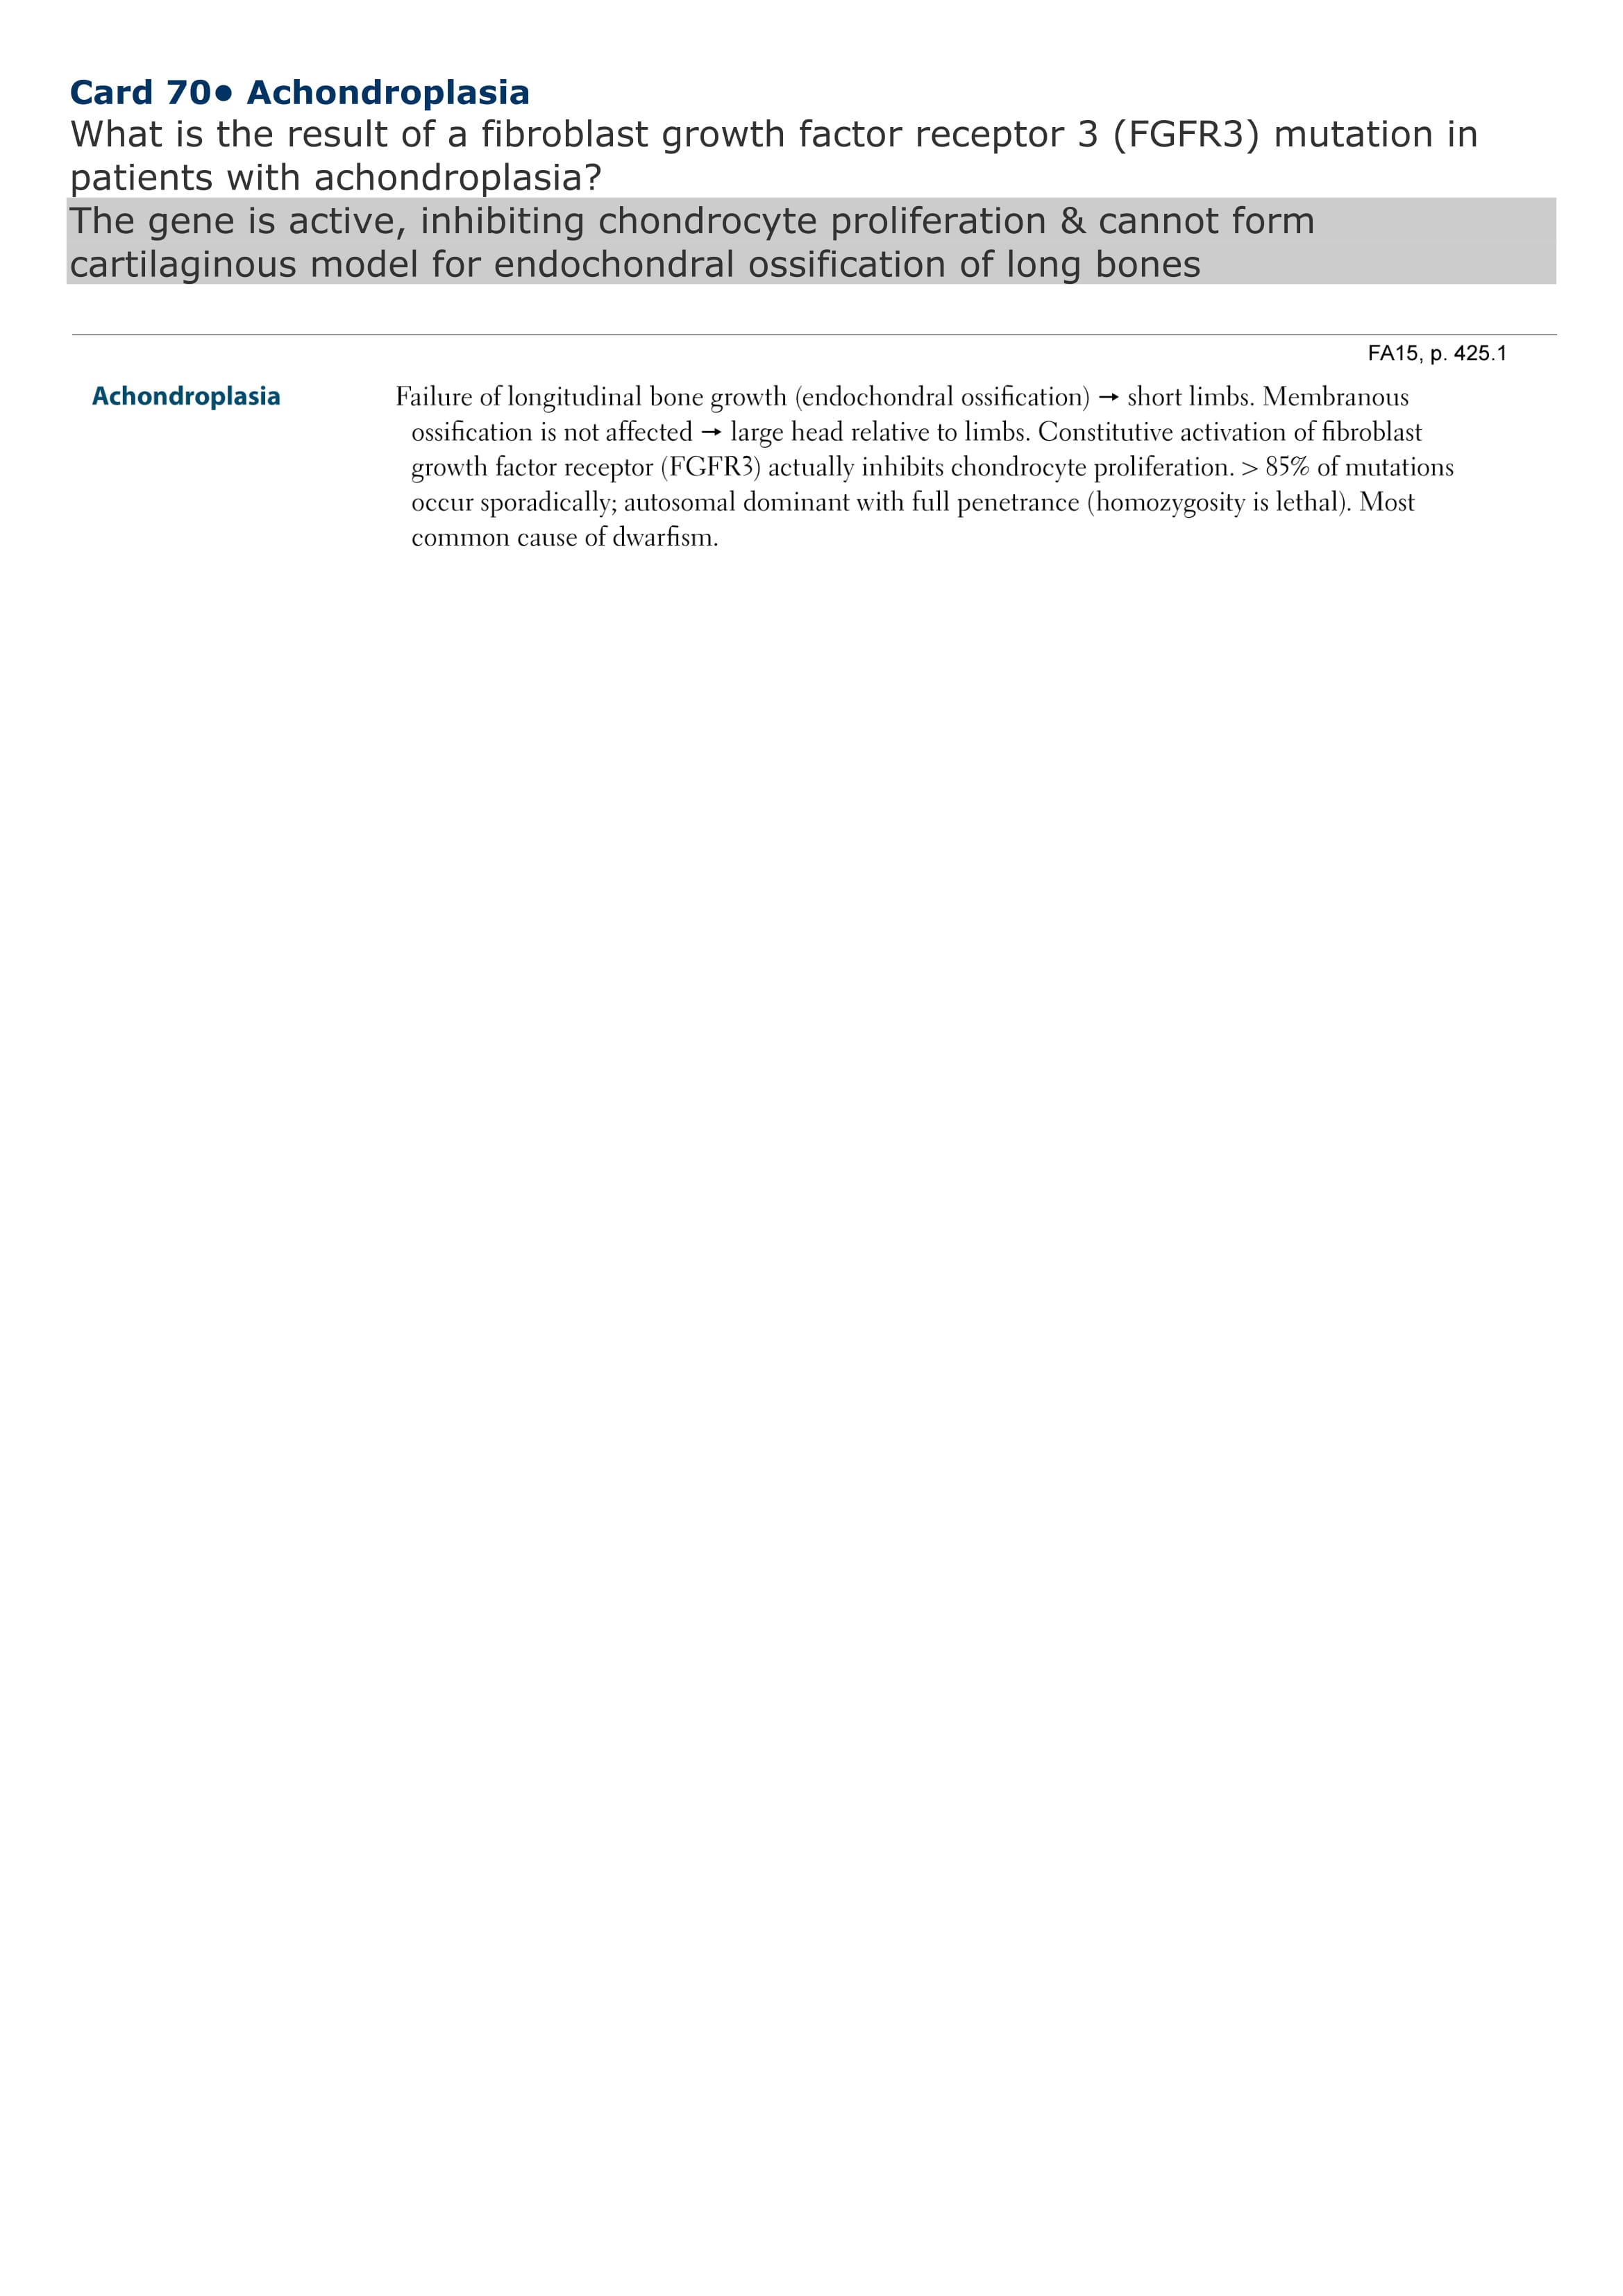 Card 70● Achondroplasia
What is the result of a fibroblast growth factor receptor 3 (FGFR3) mutation in
patients with achondroplasia?
The gene is active, inhibiting chondrocyte proliferation & cannot form
cartilaginous model for endochondral ossification of long bones
FA15, p. 425.1
Achondroplasia
Failure of longitudinal bone growth (endochondral ossification) → short limbs. Membranous
ossification is not affected → large head relative to limbs. Constitutive activation of fibroblast
growth factor receptor (FGFR3) actually inhibits chondrocyte proliferation. > 85% of mutations
occur sporadically; autosomal dominant with full penetrance (homozygosity is lethal). Most
common cause of dwarfism.